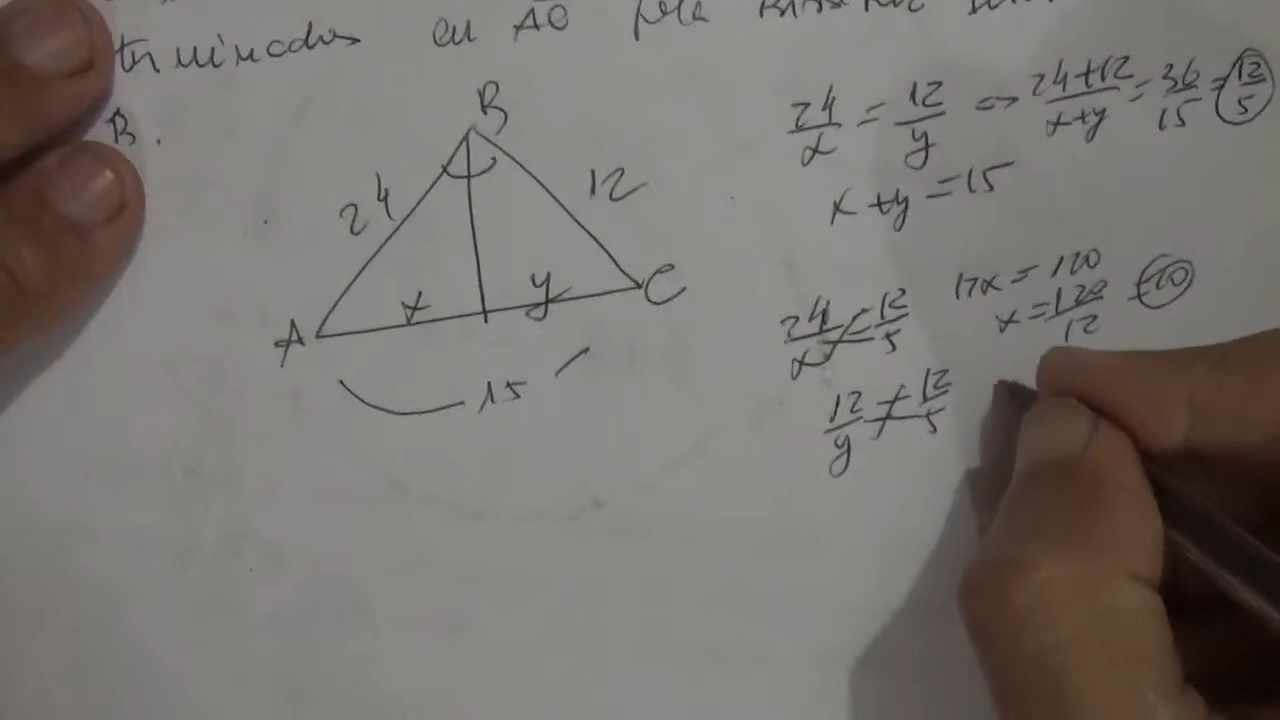 em AC pela
B.
B
24
12
x
y
A
C
15
24/x = 12/y => 24+12/x+y = 36/15 = 12/5
x + y = 15
24/x = 12/5
12x = 120
x = 120/12 = 10
12/y = 12/5